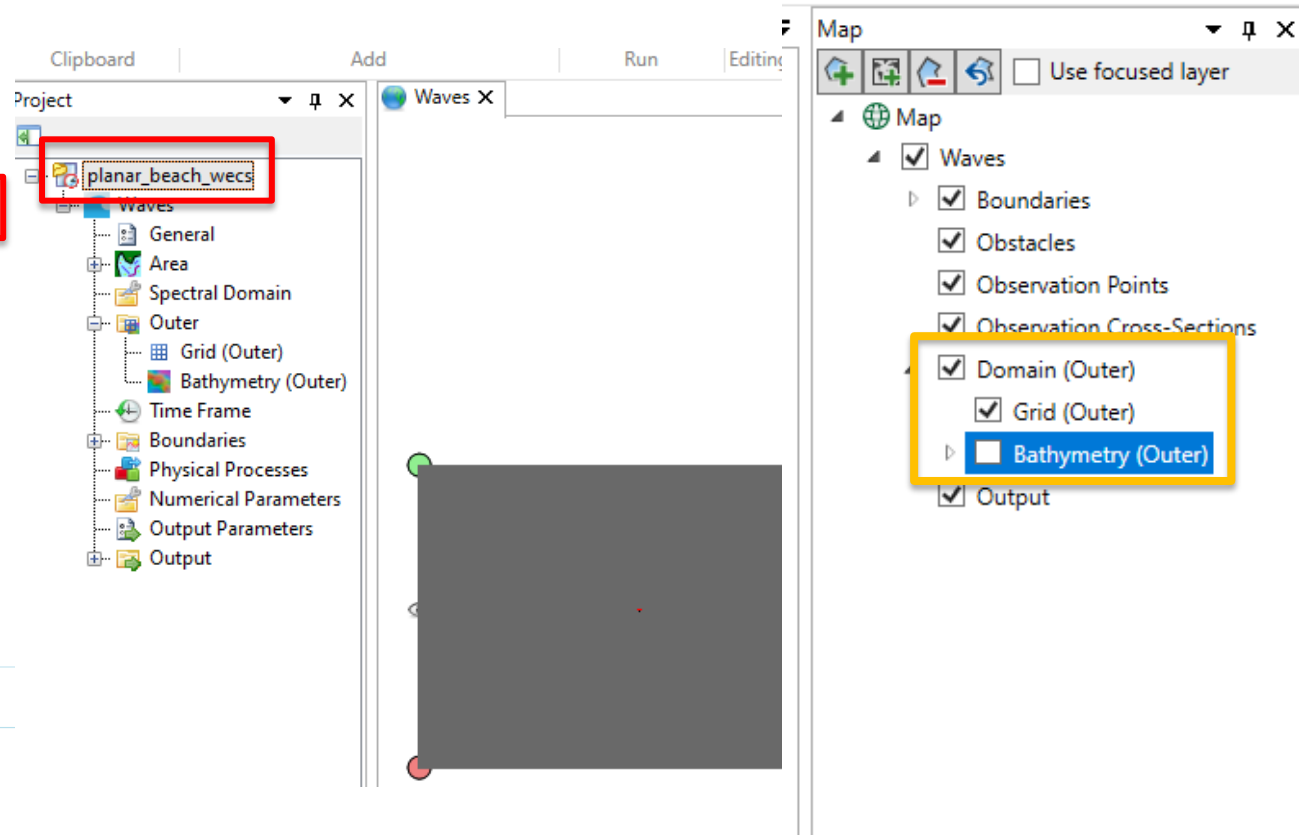 Clipboard
Add
Run
Editing
Project
Waves
planar_beach_wecs
Waves
General
Area
Spectral Domain
Outer
Grid (Outer)
Bathymetry (Outer)
Time Frame
Boundaries
Physical Processes
Numerical Parameters
Output Parameters
Output
Map
Use focused layer
Map
Waves
Boundaries
Obstacles
Observation Points
Observation Cross-Sections
Domain (Outer)
Grid (Outer)
Bathymetry (Outer)
Output